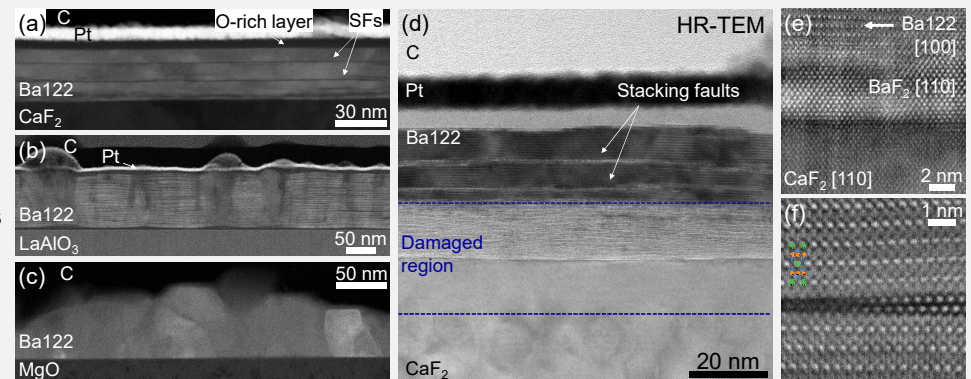 (a)
C
O-rich layer
SFs
Pt
Ba122
CaF2
30 nm
(b)
C
Pt
Ba122
LaAlO3
50 nm
(c)
C
50 nm
Ba122
MgO
(d)
HR-TEM
C
Pt
Stacking faults
Ba122
Damaged
region
CaF2
20 nm
(e)
Ba122
[100]
BaF2 [110]
CaF2 [110]
2 nm
(f)
1 nm